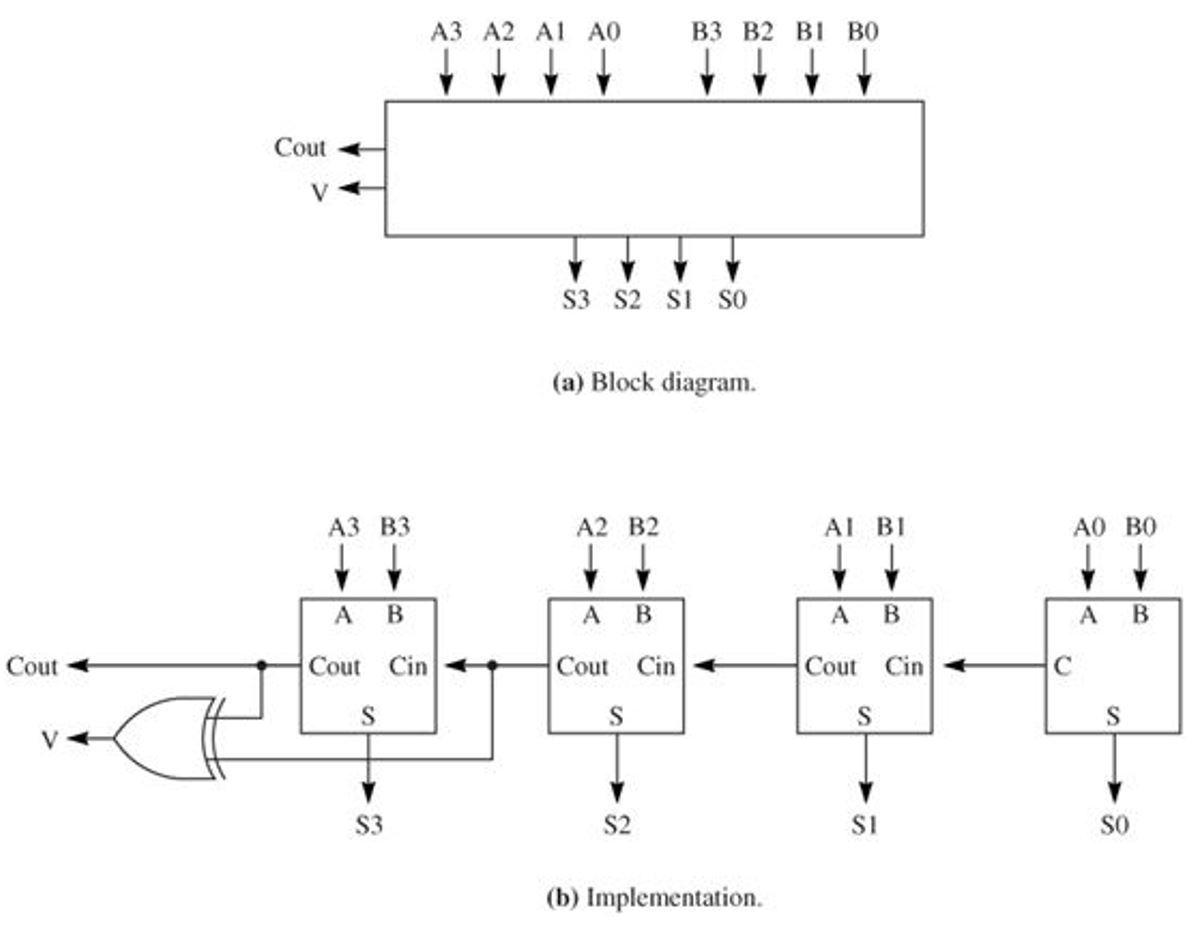 A3 A2 A1 A0 B3 B2 B1 B0
Cout
V
S3 S2 S1 S0
(a) Block diagram.
A3 B3 A2 B2 A1 B1 A0 B0
A B A B A B A B
Cout Cout Cin Cout Cin Cout Cin C
S S S S
V
S3 S2 S1 S0
(b) Implementation.